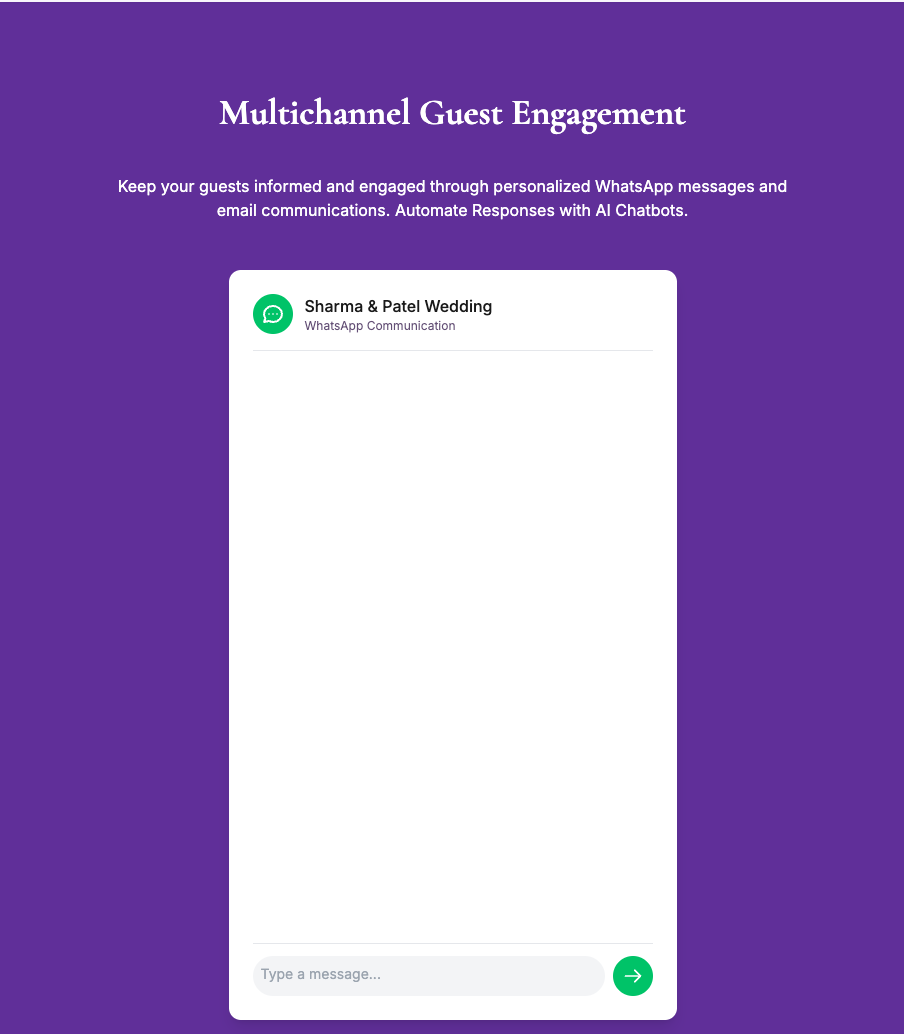 Multichannel Guest Engagement
Keep your guests informed and engaged through personalized WhatsApp messages and
email communications. Automate Responses with AI Chatbots.
Sharma & Patel Wedding
WhatsApp Communication
Type a message...